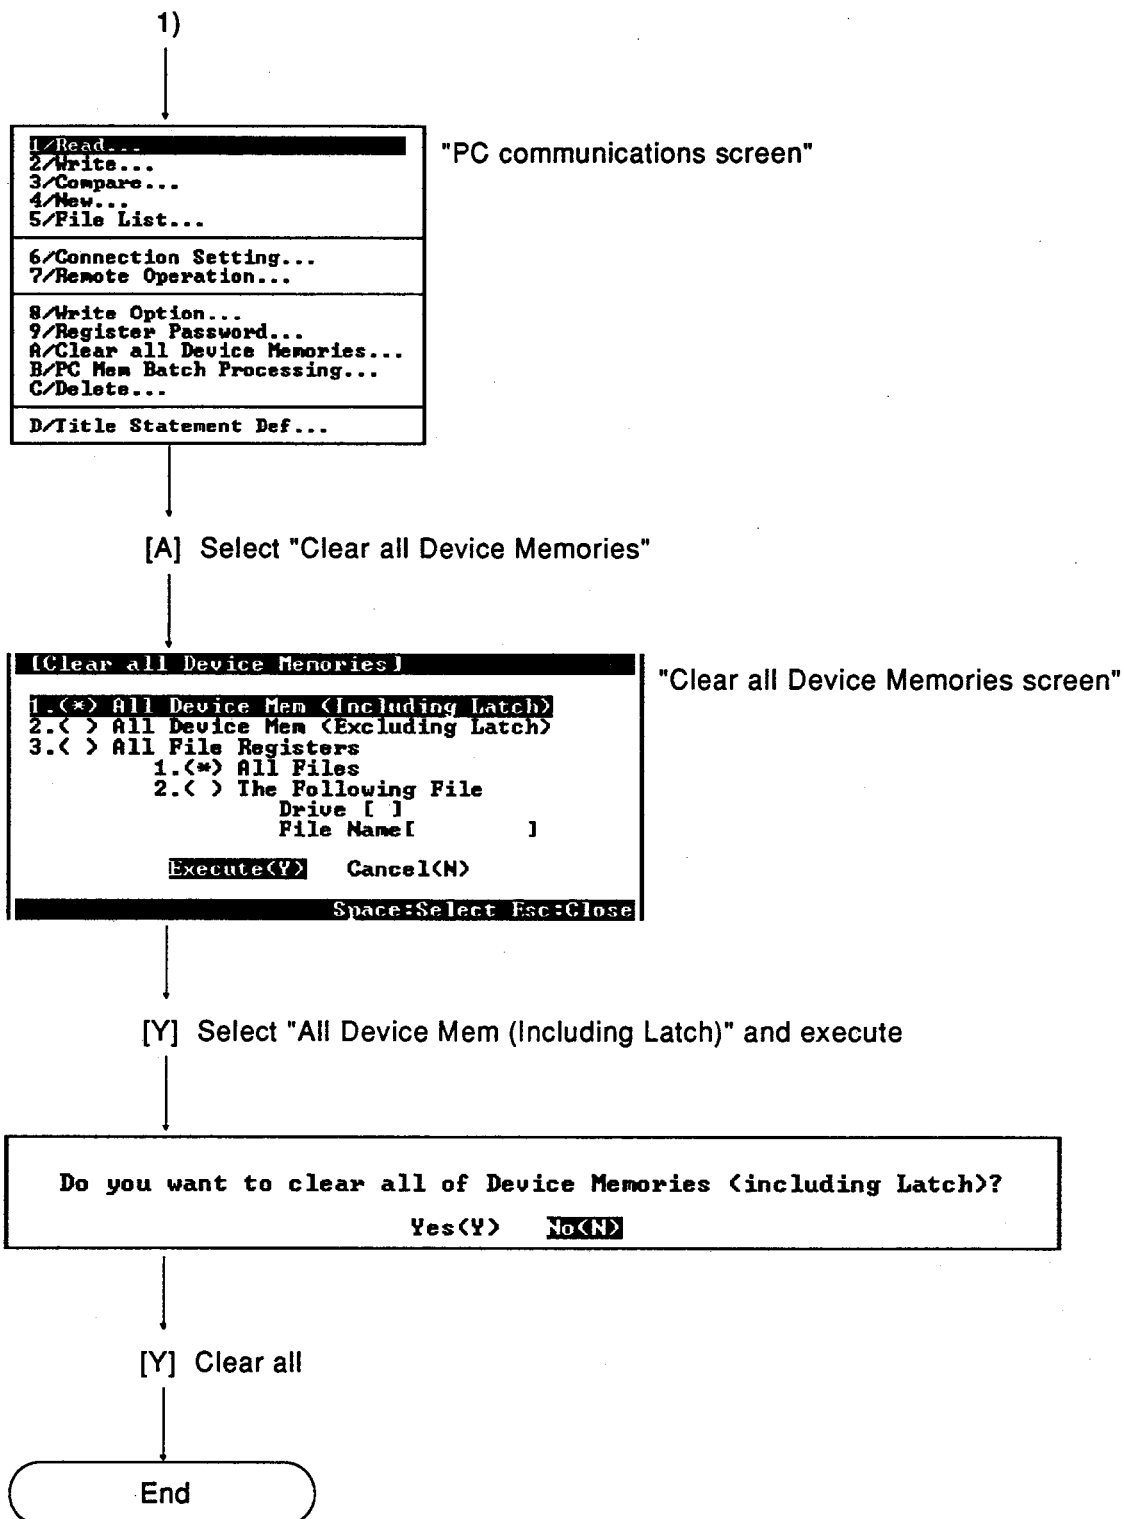 1)
1/Read...
"PC communications screen"
2/Write...
3/Compare...
4/New...
5/File List...
6/Connection Setting...
7/Remote Operation...
8/Write Option...
9/Register Password...
A/Clear all Device Memories...
B/PC Mem Batch Processing...
C/Delete...
D/Title Statement Def...
[A] Select "Clear all Device Memories"
[Clear all Device Memories]
"Clear all Device Memories screen"
1.(*) All Device Mem (Including Latch)
2.( ) All Device Mem (Excluding Latch)
3.( ) All File Registers
1.(*) All Files
2.( ) The Following File
Drive [ ]
File Name[ ]
Execute(Y) Cancel(N)
Space:Select Esc:Close
[Y] Select "All Device Mem (Including Latch)" and execute
Do you want to clear all of Device Memories (including Latch)?
Yes(Y) No(N)
[Y] Clear all
End